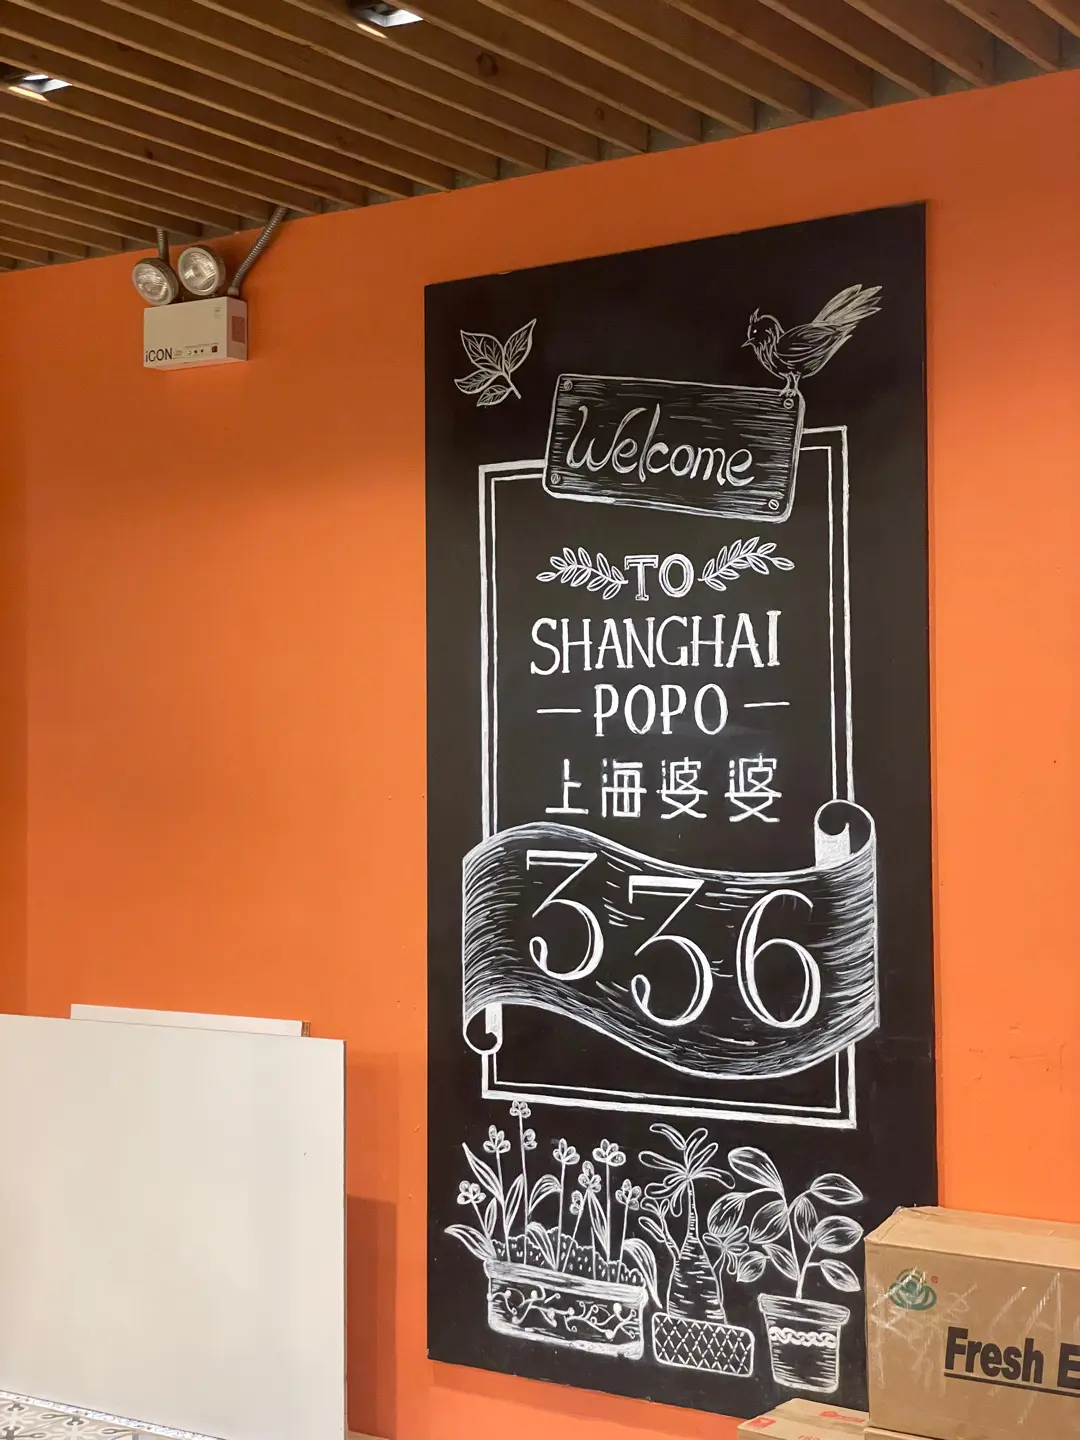 iCON
Welcome
TO
SHANGHAI
— POPO —
上海婆婆
336
Fresh E